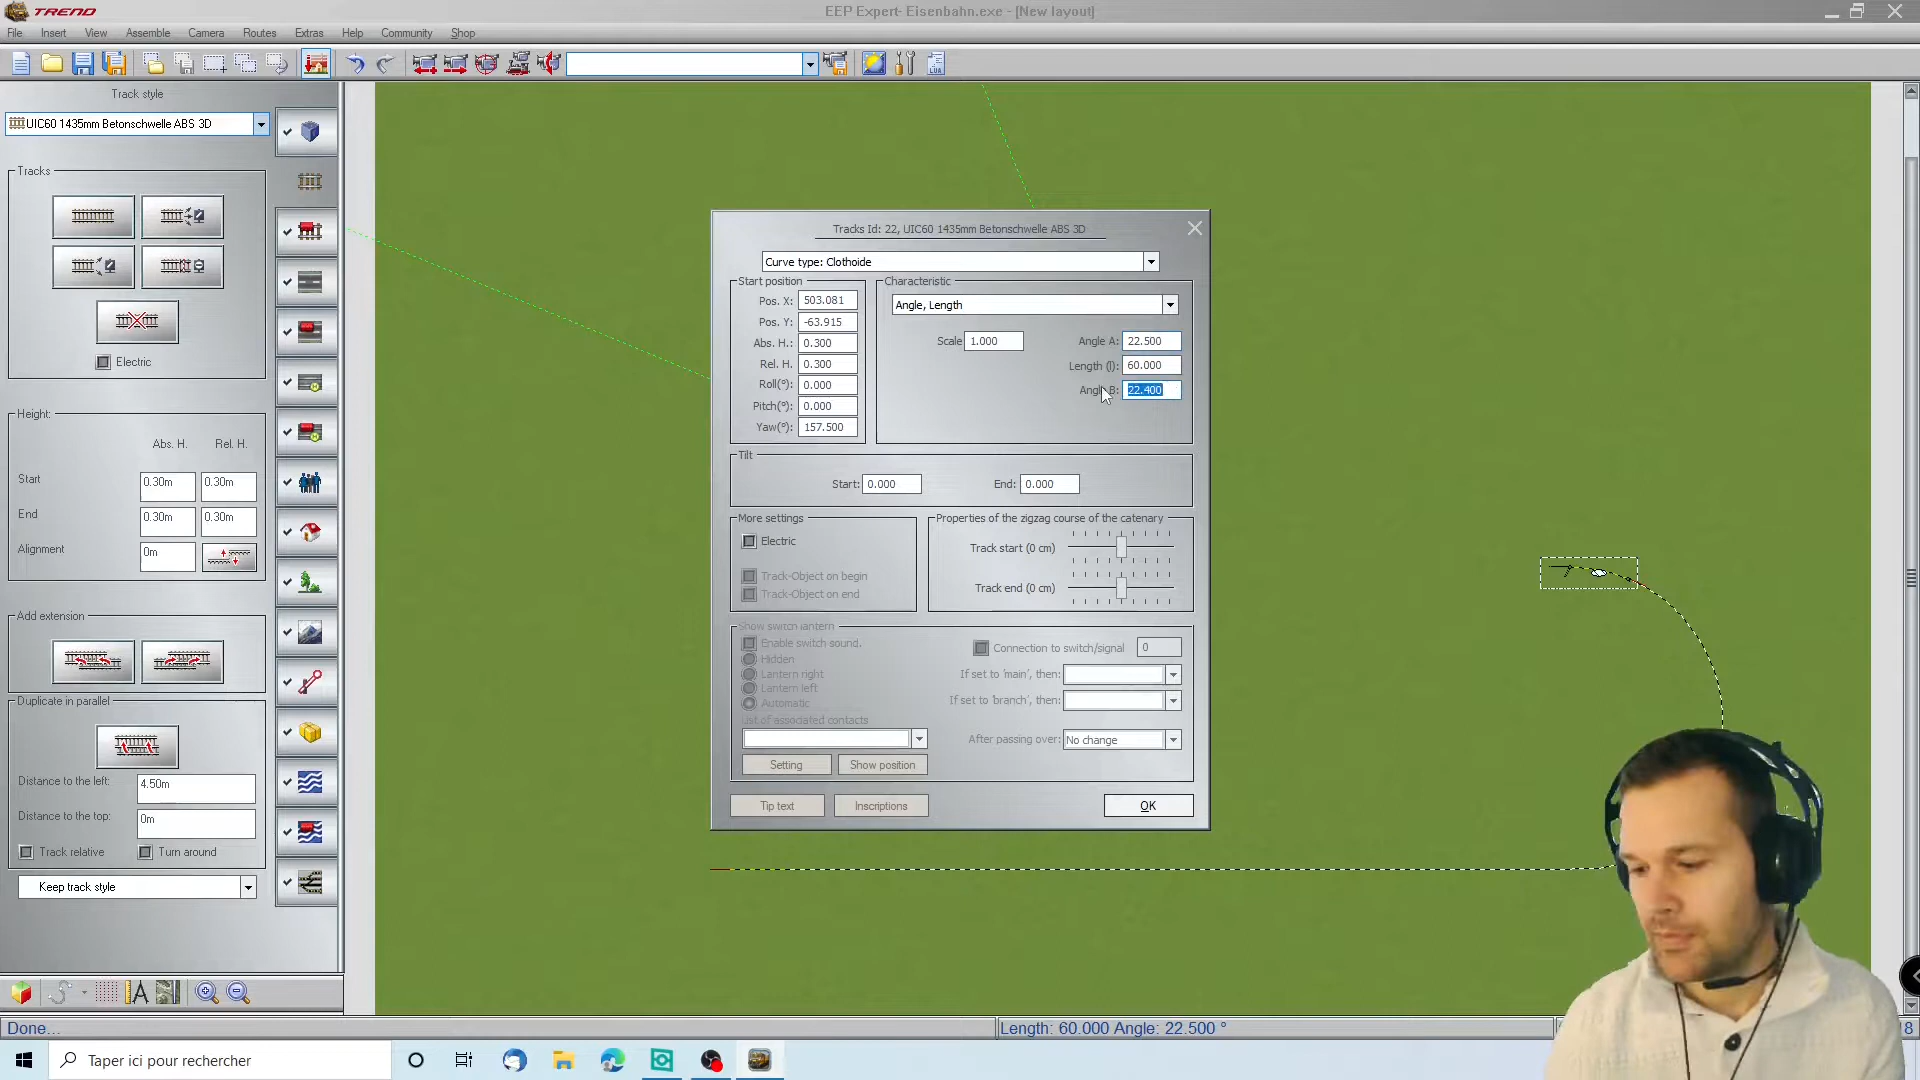 TREND
EEP Expert- Eisenbahn.exe - [New layout]
File Insert View Assemble Camera Routes Extras Help Community Shop
LUA
Track style
UIC60 1435mm Betonschwelle ABS 3D
Tracks
Electric
Height:
Abs. H. Rel. H.
Start 0.30m 0.30m
End 0.30m 0.30m
Alignment 0m
Add extension
Duplicate in parallel
Distance to the left: 4.50m
Distance to the top: 0m
Track relative Turn around
Keep track style
Tracks Id: 22, UIC60 1435mm Betonschwelle ABS 3D
Curve type: Clothoide
Start position
Pos. X: 503.081
Pos. Y: -63.915
Abs. H.: 0.300
Rel. H. 0.300
Roll(°): 0.000
Pitch(°): 0.000
Yaw(°): 157.500
Characteristic
Angle, Length
Scale 1.000
Angle A: 22.500
Length (l): 60.000
Angle B: 22.400
Tilt
Start: 0.000 End: 0.000
More settings
Electric
Track-Object on begin
Track-Object on end
Properties of the zigzag course of the catenary
Track start (0 cm)
Track end (0 cm)
Show switch lantern
Enable switch sound.
Hidden
Lantern right
Lantern left
Automatic
List of associated contacts
Setting Show position
Connection to switch/signal 0
If set to 'main', then:
If set to 'branch', then:
After passing over: No change
Tip text Inscriptions OK
Done... Length: 60.000 Angle: 22.500 ° 8
Taper ici pour rechercher